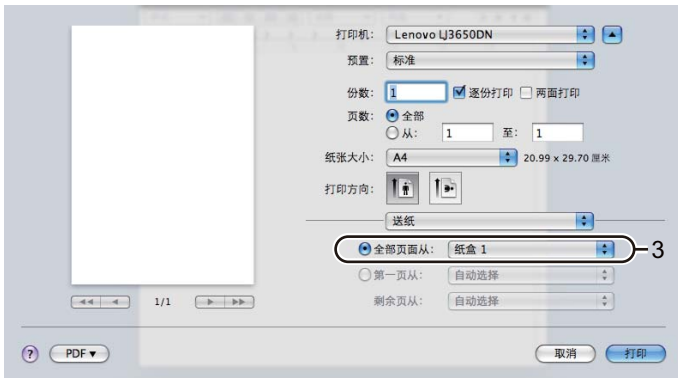 打印机: Lenovo LJ3650DN
预置: 标准
份数: 1 逐份打印 两面打印
页数: 全部
从: 1 至: 1
纸张大小: A4 20.99 x 29.70 厘米
打印方向:
送纸
全部页面从: 纸盒 1 3
第一页从: 自动选择
剩余页从: 自动选择
1/1
? PDF 取消 打印